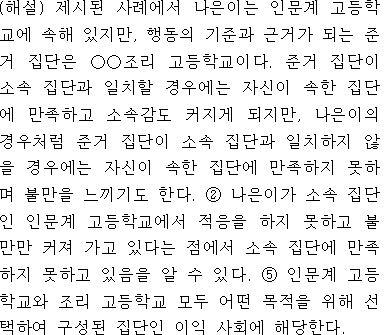 (해설) 제시된 사례에서 나은이는 인문계 고등학
교에 속해 있지만, 행동의 기준과 근거가 되는 준
거 집단은 ○○조리 고등학교이다. 준거 집단이
소속 집단과 일치할 경우에는 자신이 속한 집단
에 만족하고 소속감도 커지게 되지만, 나은이의
경우처럼 준거 집단이 소속 집단과 일치하지 않
을 경우에는 자신이 속한 집단에 만족하지 못하
며 불만을 느끼기도 한다. ② 나은이가 소속 집단
인 인문계 고등학교에서 적응을 하지 못하고 불
만만 커져 가고 있다는 점에서 소속 집단에 만족
하지 못하고 있음을 알 수 있다. ⑤ 인문계 고등
학교와 조리 고등학교 모두 어떤 목적을 위해 선
택하여 구성된 집단인 이익 사회에 해당한다.